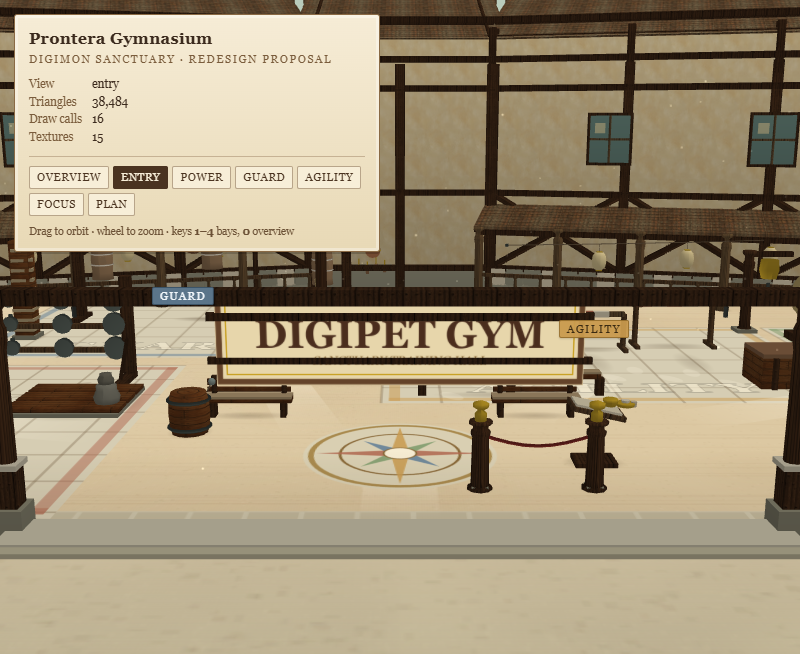 Prontera Gymnasium
DIGIMON SANCTUARY · REDESIGN PROPOSAL
View entry
Triangles 38,484
Draw calls 16
Textures 15
OVERVIEW ENTRY POWER GUARD AGILITY
FOCUS PLAN
Drag to orbit · wheel to zoom · keys 1–4 bays, 0 overview
GUARD
DIGIPET GYM
AGILITY